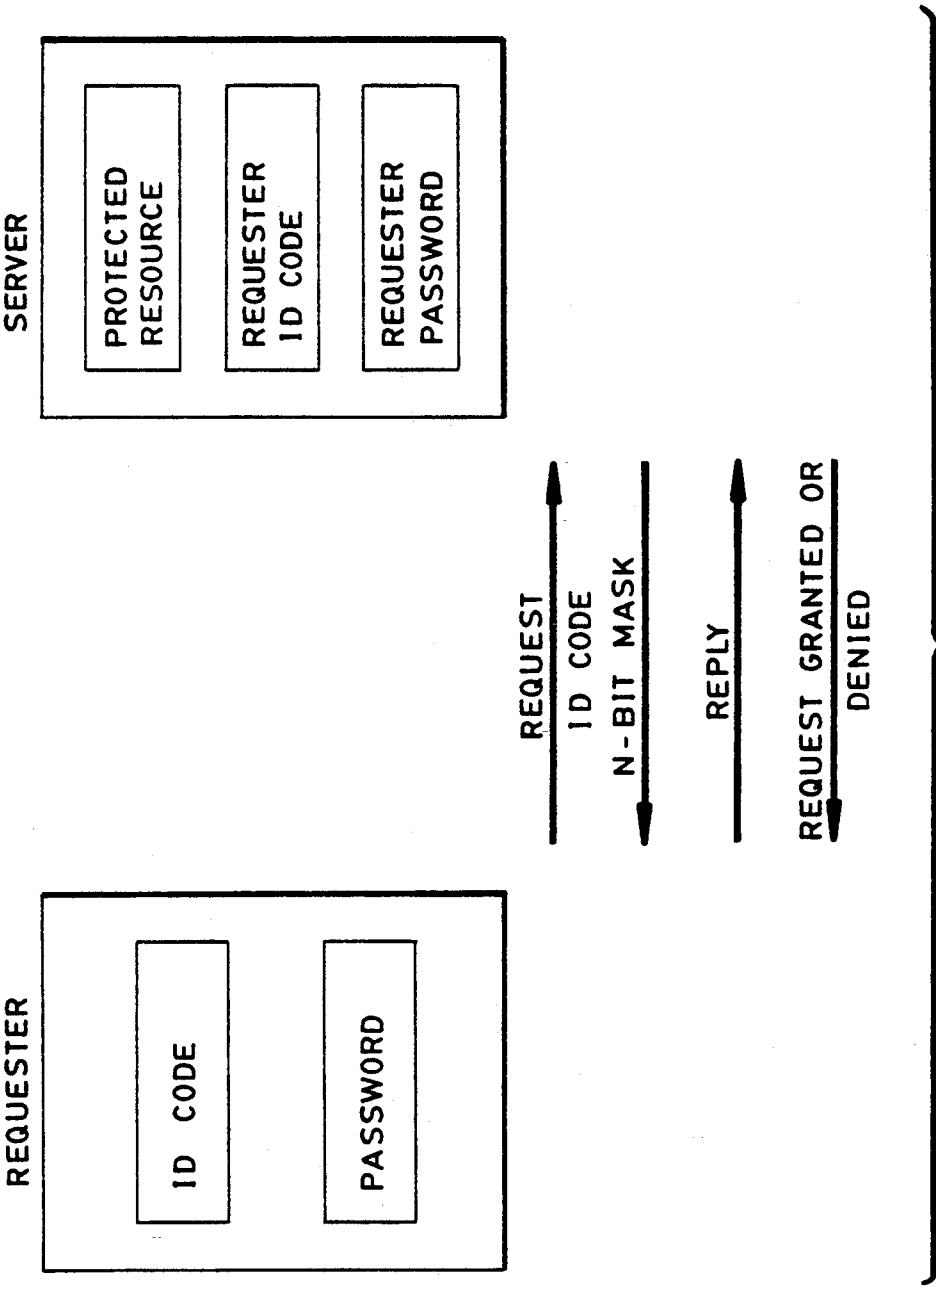 REQUESTER
ID CODE
PASSWORD
REQUEST
ID CODE
N-BIT MASK
REPLY
REQUEST GRANTED OR
DENIED
SERVER
PROTECTED
RESOURCE
REQUESTER
ID CODE
REQUESTER
PASSWORD